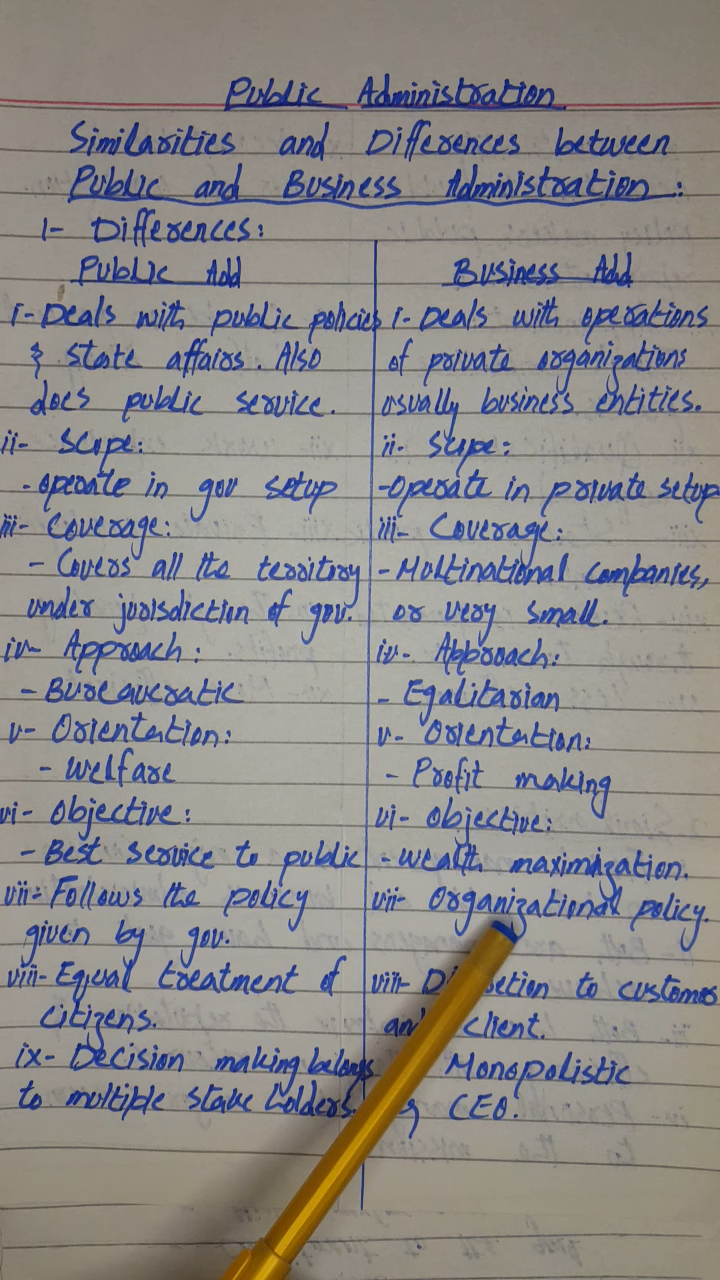 Public Administration
Similarities and Differences between
Public and Business Administration:
1- Differences:
Public Add
i- Deals with public policies
& State affairs. Also
does public service.
ii- Scope:
- operate in gov setup
iii- Coverage:
- Covers all the territory
under jurisdiction of gov.
iv- Approach:
- Bureaucratic
v- Orientation:
- Welfare
vi- Objective:
- Best service to public
vii- Follows the policy
given by gov.
viii- Equal treatment of
citizens.
ix- Decision making belongs
to multiple stake holders.
Business Add
i- Deals with operations
of private organizations
usually business entities.
ii- Scope:
- Operate in private setup
iii- Coverage:
- Multinational companies,
or very small.
iv- Approach:
- Egalitarian
v- Orientation:
- Profit making
vi- Objective:
- Wealth maximization.
vii- Organizational policy.
viii- to customers
client.
Monopolistic
& CEO.